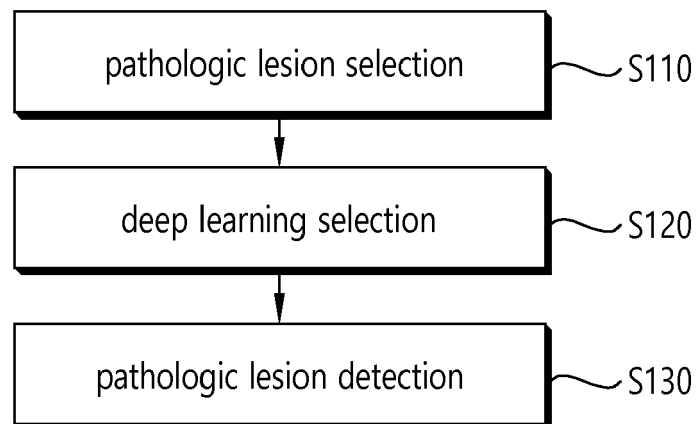 pathologic lesion selection S110
deep learning selection S120
pathologic lesion detection S130